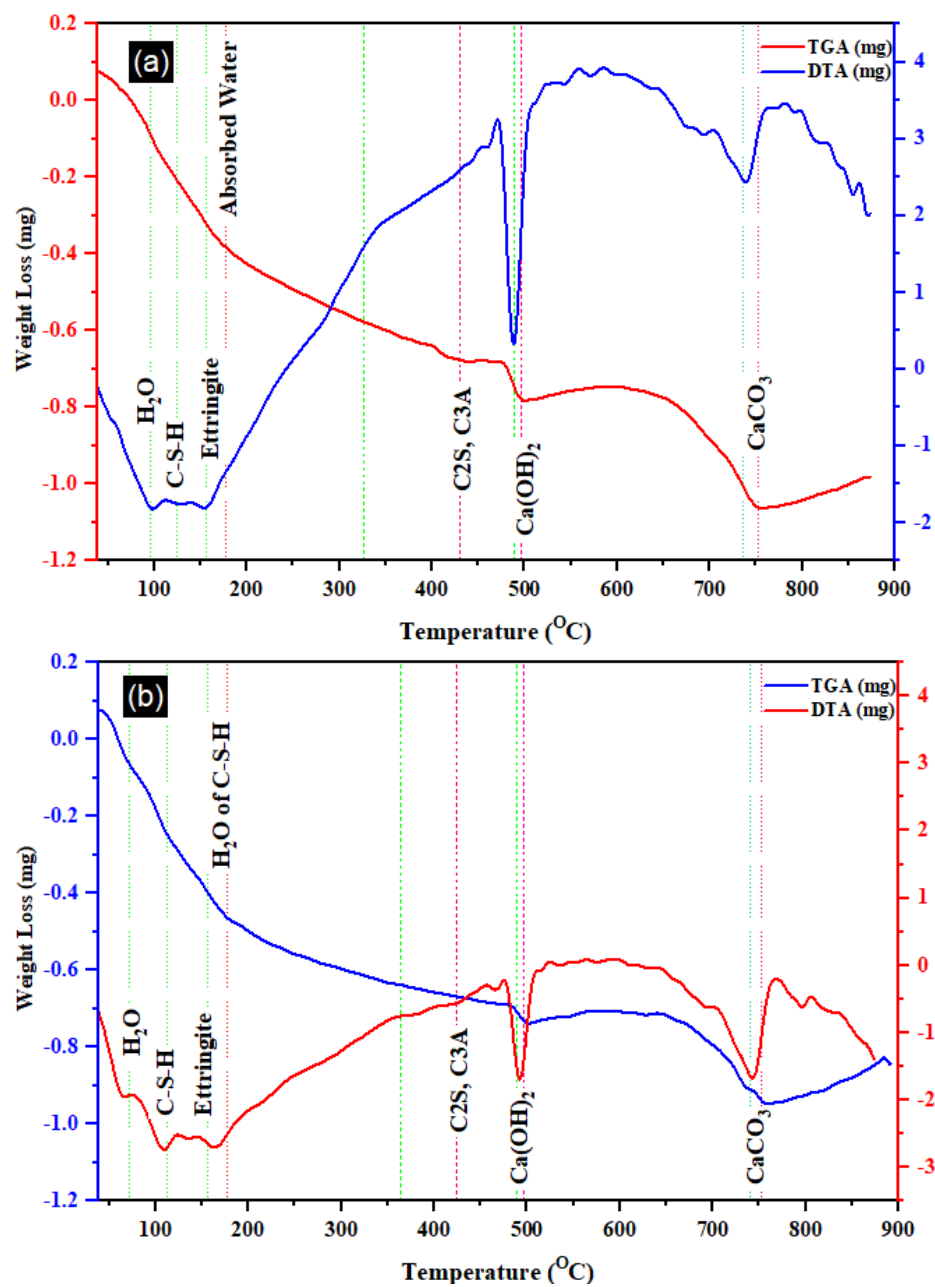 (a)
TGA (mg)
DTA (mg)
0.2
0.0
-0.2
-0.4
-0.6
-0.8
-1.0
-1.2
Weight Loss (mg)
H₂O
C-S-H
Ettringite
Absorbed Water
C2S, C3A
Ca(OH)₂
CaCO₃
4
3
2
1
0
-1
-2
100 200 300 400 500 600 700 800 900
Temperature (ᴼC)
(b)
TGA (mg)
DTA (mg)
0.2
0.0
-0.2
-0.4
-0.6
-0.8
-1.0
-1.2
Weight Loss (mg)
H₂O
C-S-H
Ettringite
H₂O of C-S-H
C2S, C3A
Ca(OH)₂
CaCO₃
4
3
2
1
0
-1
-2
-3
100 200 300 400 500 600 700 800 900
Temperature (ᴼC)